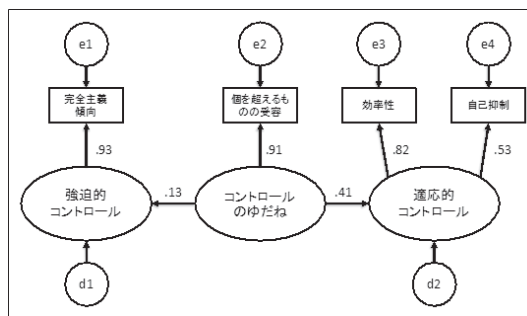 e1
e2
e3
e4
完全主義
傾向
個を超えるも
のの受容
効率性
自己抑制
.93
.91
.82
.53
強迫的
コントロール
.13
コントロール
のゆだね
.41
適応的
コントロール
d1
d2